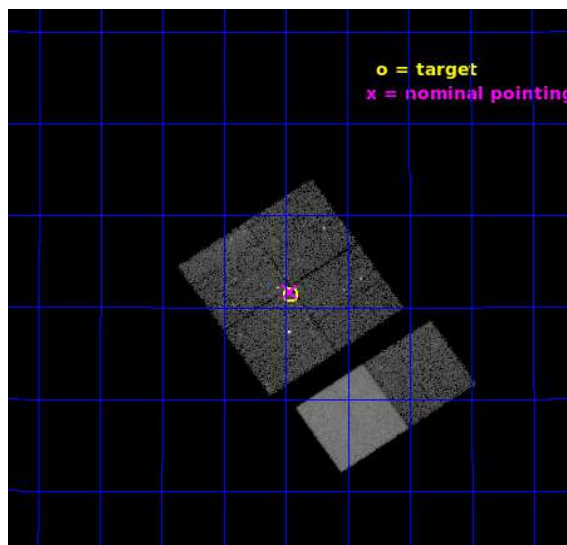 o = target
x = nominal pointing